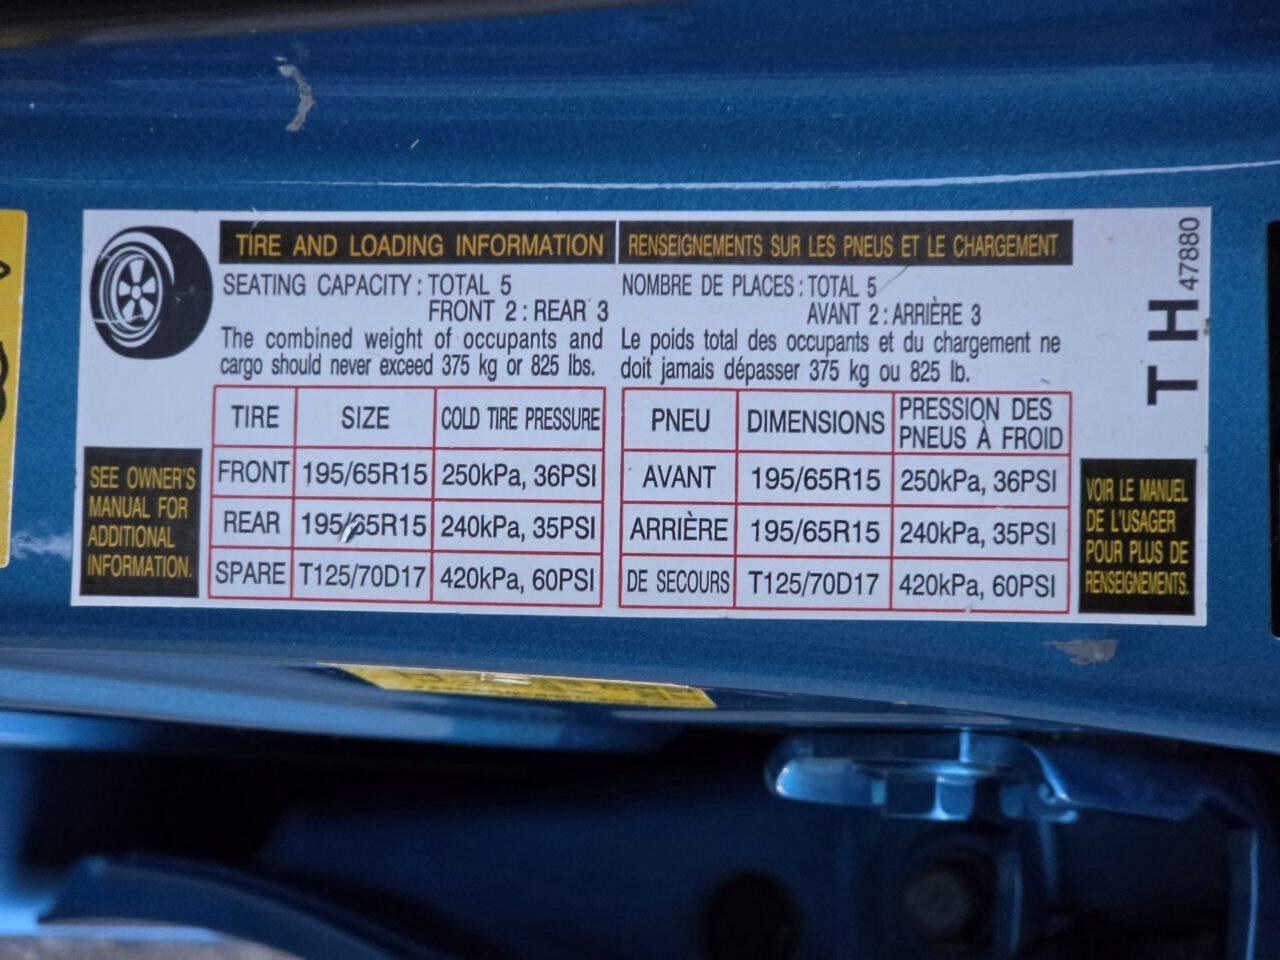 TIRE AND LOADING INFORMATION
SEATING CAPACITY : TOTAL 5
FRONT 2 : REAR 3
The combined weight of occupants and
cargo should never exceed 375 kg or 825 lbs.
TIRE SIZE COLD TIRE PRESSURE
FRONT 195/65R15 250kPa, 36PSI
REAR 195/65R15 240kPa, 35PSI
SPARE T125/70D17 420kPa, 60PSI
SEE OWNER'S
MANUAL FOR
ADDITIONAL
INFORMATION.
RENSEIGNEMENTS SUR LES PNEUS ET LE CHARGEMENT
NOMBRE DE PLACES : TOTAL 5
AVANT 2 : ARRIÈRE 3
Le poids total des occupants et du chargement ne
doit jamais dépasser 375 kg ou 825 lb.
PNEU DIMENSIONS PRESSION DES
PNEUS À FROID
AVANT 195/65R15 250kPa, 36PSI
ARRIÈRE 195/65R15 240kPa, 35PSI
DE SECOURS T125/70D17 420kPa, 60PSI
VOIR LE MANUEL
DE L'USAGER
POUR PLUS DE
RENSEIGNEMENTS.
TH 47880